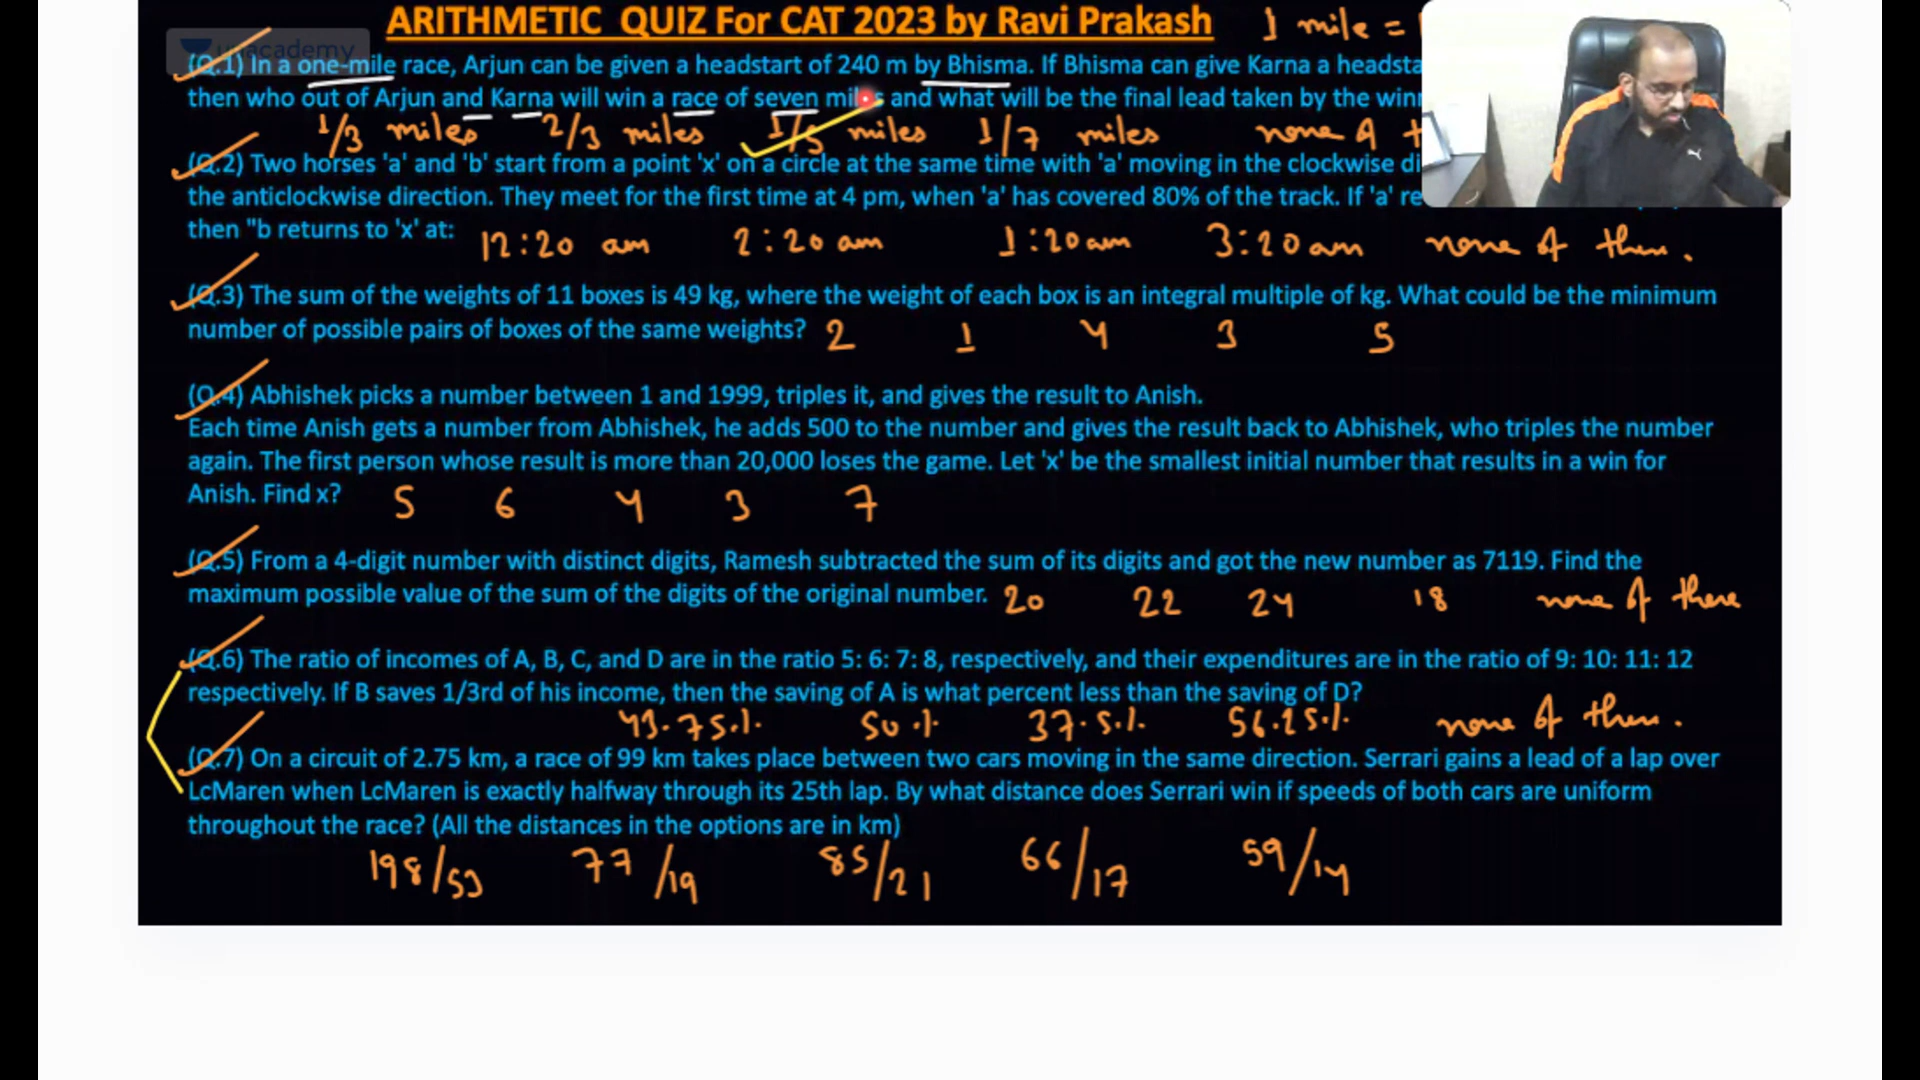 ARITHMETIC QUIZ For CAT 2023 by Ravi Prakash 1 mile =
unacademy
(Q.1) In a one-mile race, Arjun can be given a headstart of 240 m by Bhisma. If Bhisma can give Karna a headsta
then who out of Arjun and Karna will win a race of seven miles and what will be the final lead taken by the winn
1/3 miles 2/3 miles 1/5 miles 1/7 miles none of t
(Q.2) Two horses 'a' and 'b' start from a point 'x' on a circle at the same time with 'a' moving in the clockwise di
the anticlockwise direction. They meet for the first time at 4 pm, when 'a' has covered 80% of the track. If 'a' re
then "b returns to 'x' at: 12:20 am 2:20 am 1:20 am 3:20 am none of them.
(Q.3) The sum of the weights of 11 boxes is 49 kg, where the weight of each box is an integral multiple of kg. What could be the minimum
number of possible pairs of boxes of the same weights? 2 1 4 3 5
(Q.4) Abhishek picks a number between 1 and 1999, triples it, and gives the result to Anish.
Each time Anish gets a number from Abhishek, he adds 500 to the number and gives the result back to Abhishek, who triples the number
again. The first person whose result is more than 20,000 loses the game. Let 'x' be the smallest initial number that results in a win for
Anish. Find x? 5 6 4 3 7
(Q.5) From a 4-digit number with distinct digits, Ramesh subtracted the sum of its digits and got the new number as 7119. Find the
maximum possible value of the sum of the digits of the original number. 20 22 24 18 none of these
(Q.6) The ratio of incomes of A, B, C, and D are in the ratio 5: 6: 7: 8, respectively, and their expenditures are in the ratio of 9: 10: 11: 12
respectively. If B saves 1/3rd of his income, then the saving of A is what percent less than the saving of D?
43.75.1. 50.1. 37.5.1. 56.25.1. none of them.
(Q.7) On a circuit of 2.75 km, a race of 99 km takes place between two cars moving in the same direction. Serrari gains a lead of a lap over
LcMaren when LcMaren is exactly halfway through its 25th lap. By what distance does Serrari win if speeds of both cars are uniform
throughout the race? (All the distances in the options are in km)
198/53 77/19 85/21 66/17 59/14